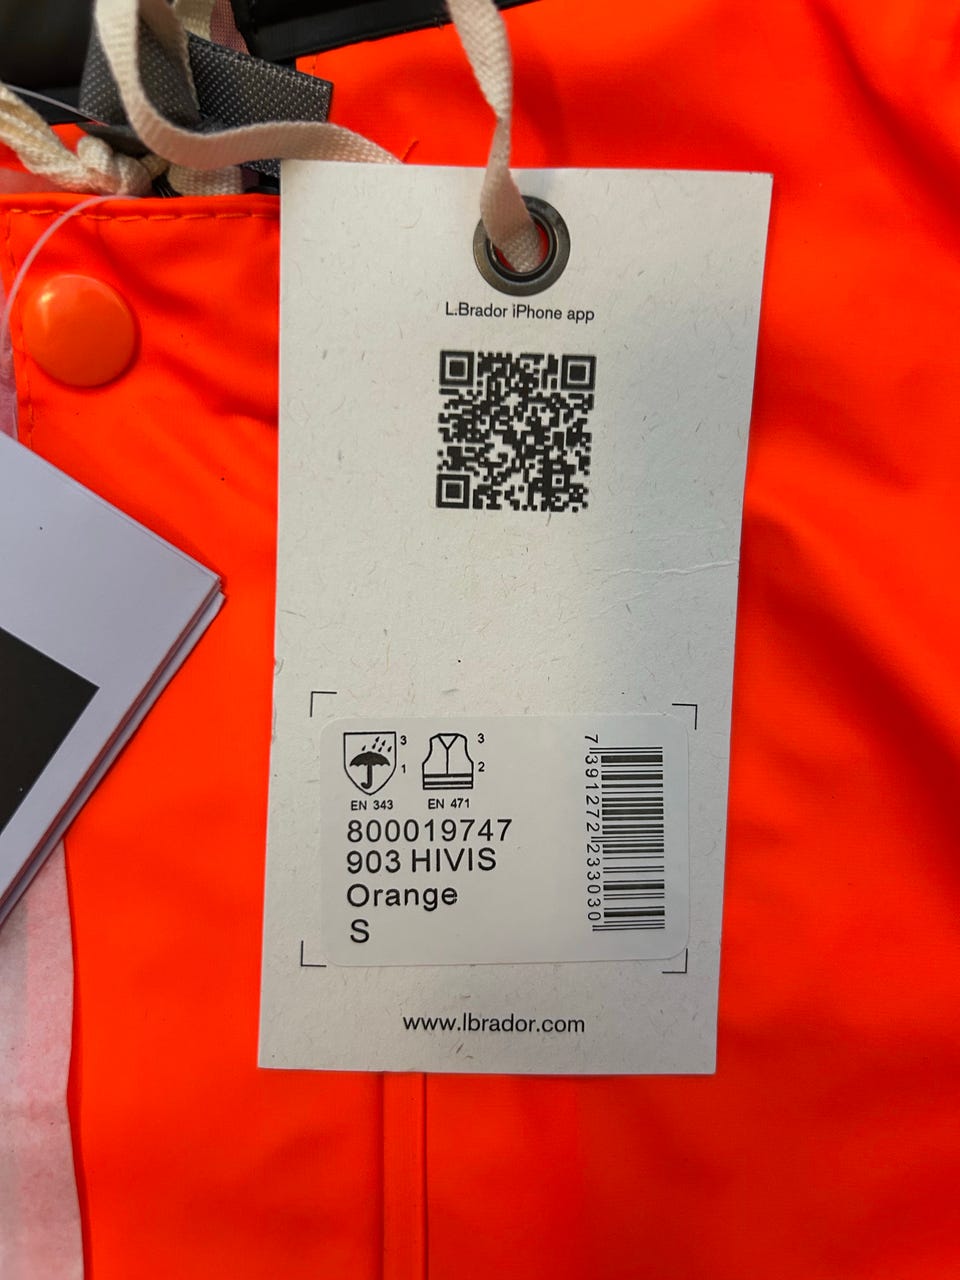 L.Brador iPhone app
3
1
3
2
EN 343
EN 471
800019747
903 HIVIS
Orange
S
7391272233030
www.lbrador.com